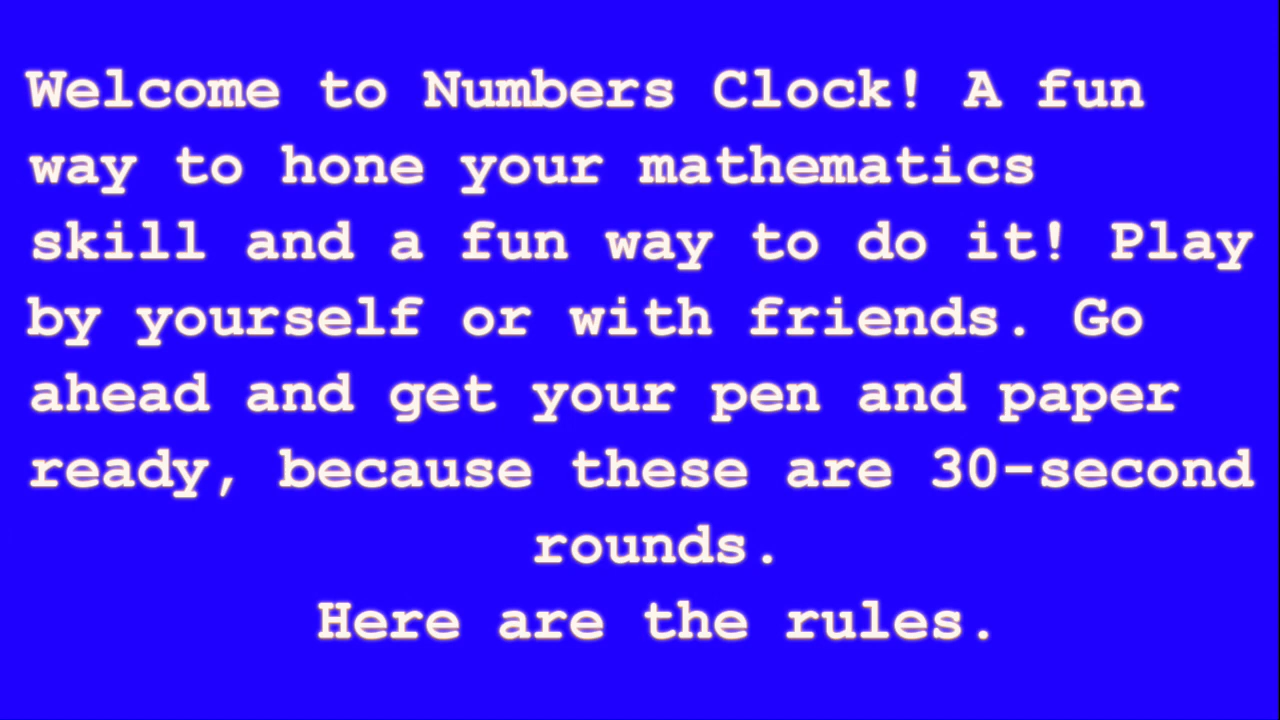 Welcome to Numbers Clock! A fun
way to hone your mathematics
skill and a fun way to do it! Play
by yourself or with friends. Go
ahead and get your pen and paper
ready, because these are 30-second
rounds.
Here are the rules.